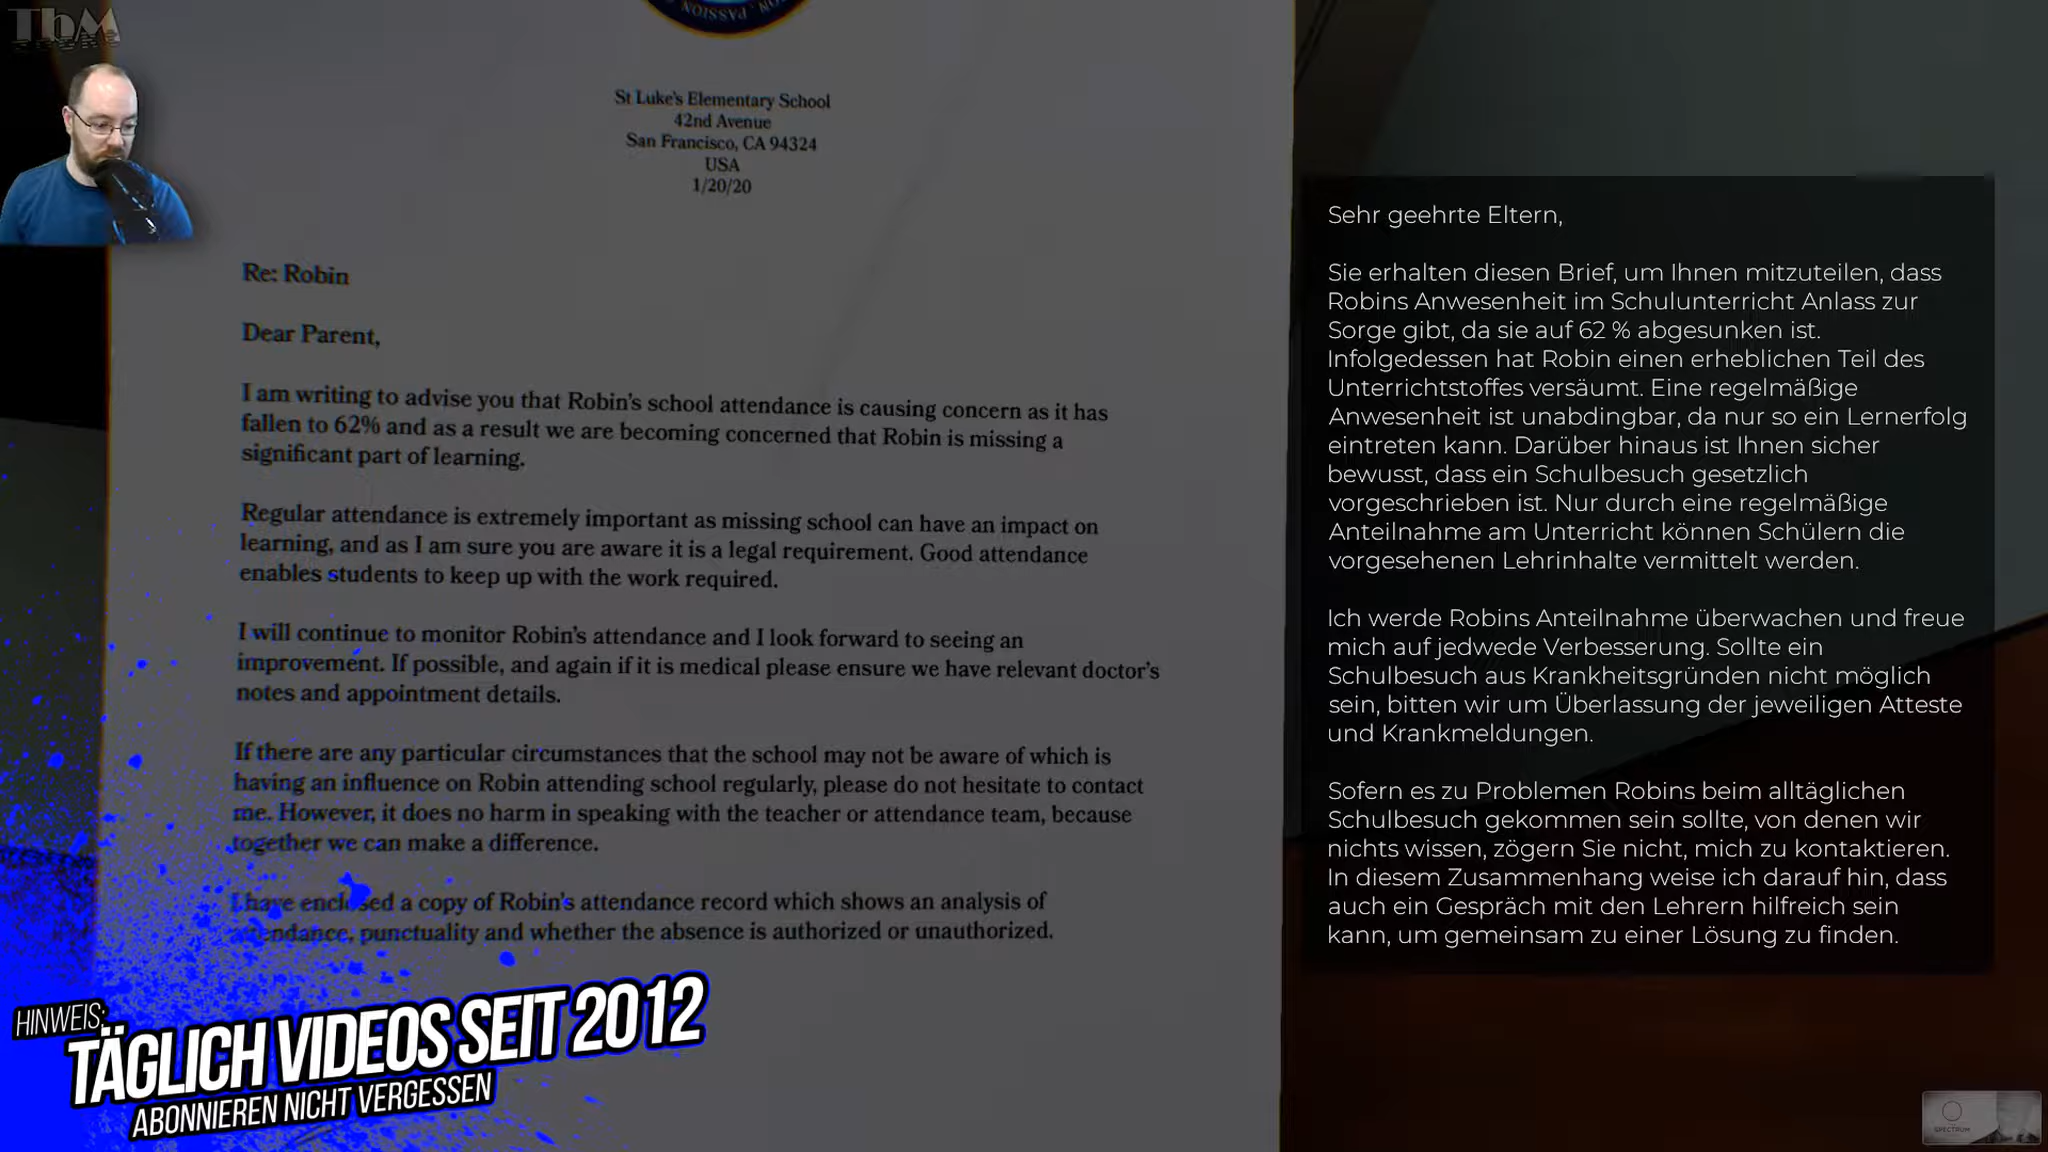 TbM
PASSION
St Luke's Elementary School
42nd Avenue
San Francisco, CA 94324
USA
1/20/20
Re: Robin
Dear Parent,
I am writing to advise you that Robin's school attendance is causing concern as it has
fallen to 62% and as a result we are becoming concerned that Robin is missing a
significant part of learning.
Regular attendance is extremely important as missing school can have an impact on
learning, and as I am sure you are aware it is a legal requirement. Good attendance
enables students to keep up with the work required.
I will continue to monitor Robin's attendance and I look forward to seeing an
improvement. If possible, and again if it is medical please ensure we have relevant doctor's
notes and appointment details.
If there are any particular circumstances that the school may not be aware of which is
having an influence on Robin attending school regularly, please do not hesitate to contact
me. However, it does no harm in speaking with the teacher or attendance team, because
together we can make a difference.
I have enclosed a copy of Robin's attendance record which shows an analysis of
attendance, punctuality and whether the absence is authorized or unauthorized.
Sehr geehrte Eltern,
Sie erhalten diesen Brief, um Ihnen mitzuteilen, dass
Robins Anwesenheit im Schulunterricht Anlass zur
Sorge gibt, da sie auf 62 % abgesunken ist.
Infolgedessen hat Robin einen erheblichen Teil des
Unterrichtstoffes versäumt. Eine regelmäßige
Anwesenheit ist unabdingbar, da nur so ein Lernerfolg
eintreten kann. Darüber hinaus ist Ihnen sicher
bewusst, dass ein Schulbesuch gesetzlich
vorgeschrieben ist. Nur durch eine regelmäßige
Anteilnahme am Unterricht können Schülern die
vorgesehenen Lehrinhalte vermittelt werden.
Ich werde Robins Anteilnahme überwachen und freue
mich auf jedwede Verbesserung. Sollte ein
Schulbesuch aus Krankheitsgründen nicht möglich
sein, bitten wir um Überlassung der jeweiligen Atteste
und Krankmeldungen.
Sofern es zu Problemen Robins beim alltäglichen
Schulbesuch gekommen sein sollte, von denen wir
nichts wissen, zögern Sie nicht, mich zu kontaktieren.
In diesem Zusammenhang weise ich darauf hin, dass
auch ein Gespräch mit den Lehrern hilfreich sein
kann, um gemeinsam zu einer Lösung zu finden.
HINWEIS:
TÄGLICH VIDEOS SEIT 2012
ABONNIEREN NICHT VERGESSEN
SPECTRUM